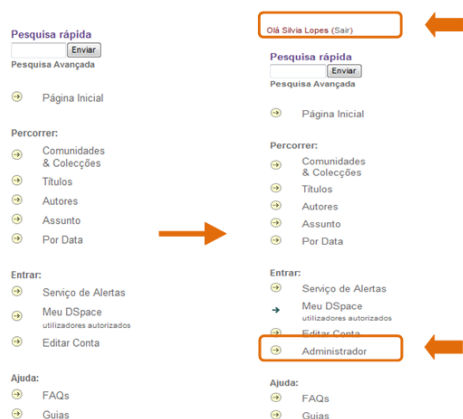 Pesquisa rápida
Enviar
Pesquisa Avançada
Página Inicial
Percorrer:
Comunidades
& Colecções
Títulos
Autores
Assunto
Por Data
Entrar:
Serviço de Alertas
Meu DSpace
utilizadores autorizados
Editar Conta
Ajuda:
FAQs
Guias
Olá Silvia Lopes (Sair)
Pesquisa rápida
Enviar
Pesquisa Avançada
Página Inicial
Percorrer:
Comunidades
& Colecções
Títulos
Autores
Assunto
Por Data
Entrar:
Serviço de Alertas
Meu DSpace
utilizadores autorizados
Editar Conta
Administrador
Ajuda:
FAQs
Guias